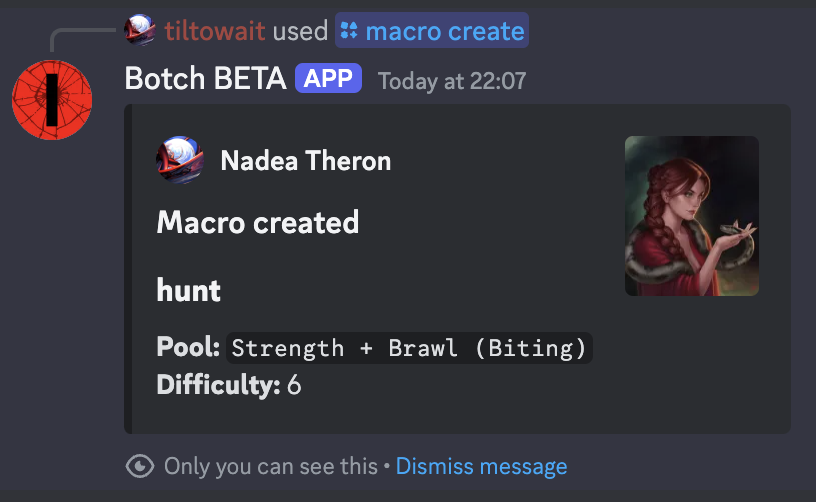 tiltowait used macro create
Botch BETA APP Today at 22:07
Nadea Theron
Macro created
hunt
Pool: Strength + Brawl (Biting)
Difficulty: 6
Only you can see this • Dismiss message